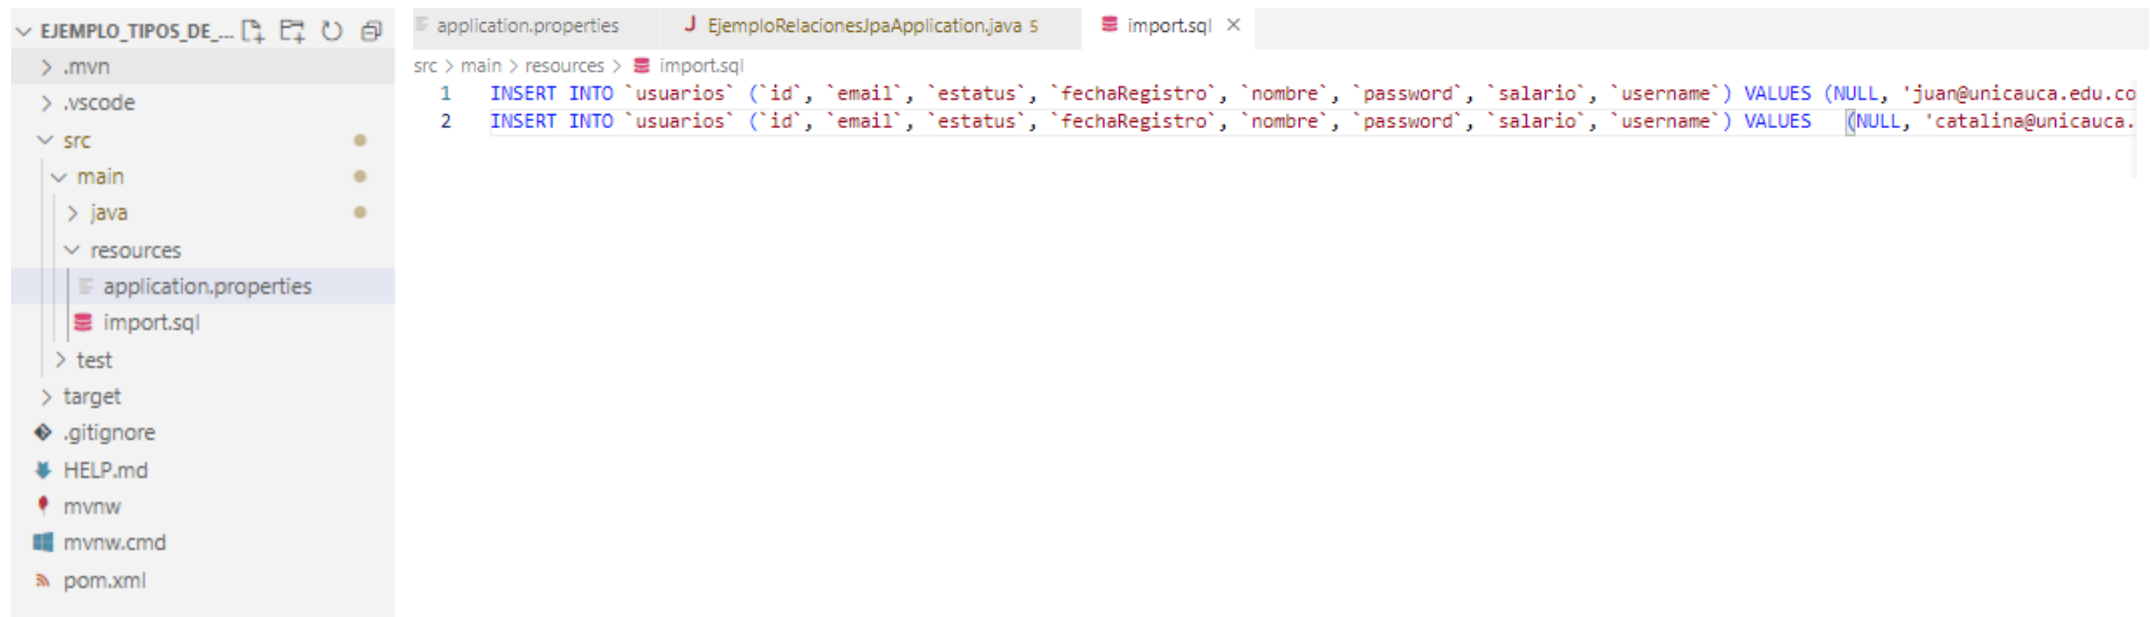 EJEMPLO_TIPOS_DE_...
.mvn
.vscode
src
main
java
resources
application.properties
import.sql
test
target
.gitignore
HELP.md
mvnw
mvnw.cmd
pom.xml
application.properties
J EjemploRelacionesJpaApplication.java 5
import.sql
src > main > resources > import.sql
1 INSERT INTO `usuarios` (`id`, `email`, `estatus`, `fechaRegistro`, `nombre`, `password`, `salario`, `username`) VALUES (NULL, 'juan@unicauca.edu.co
2 INSERT INTO `usuarios` (`id`, `email`, `estatus`, `fechaRegistro`, `nombre`, `password`, `salario`, `username`) VALUES (NULL, 'catalina@unicauca.